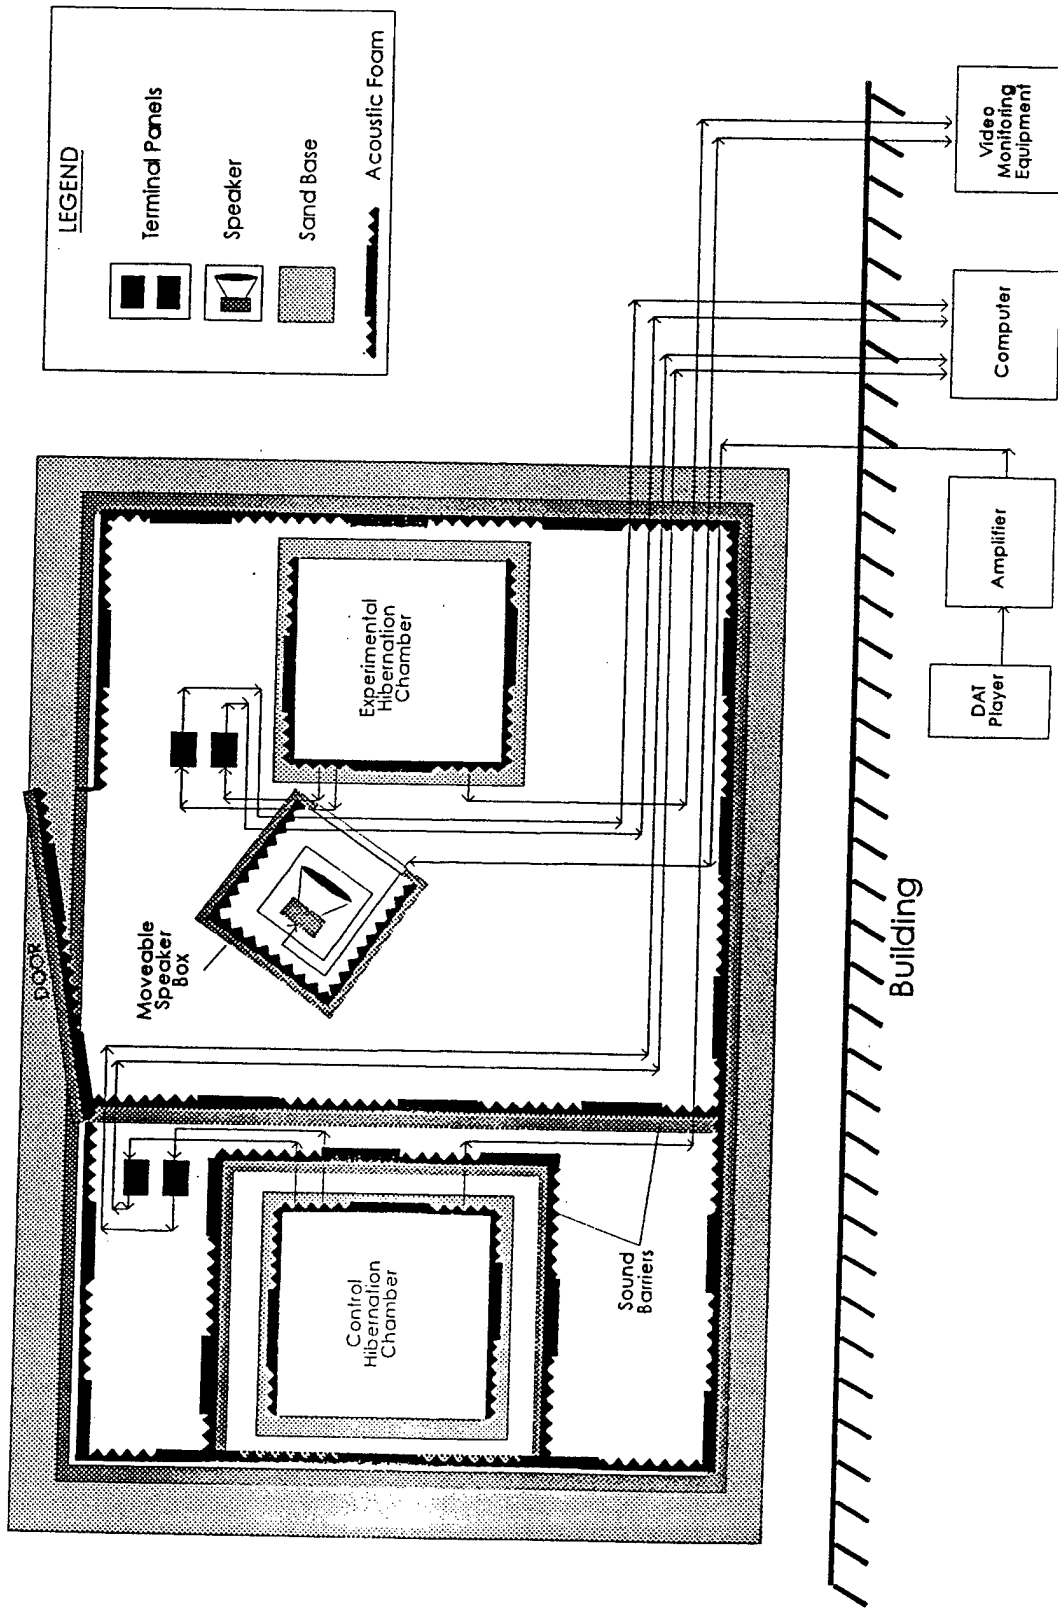 LEGEND
Terminal Panels
Speaker
Sand Base
Acoustic Foam
DOOR
Moveable
Speaker
Box
Experimental
Hibernation
Chamber
Control
Hibernation
Chamber
Sound
Barriers
Building
DAT
Player
Amplifier
Computer
Video
Monitoring
Equipment